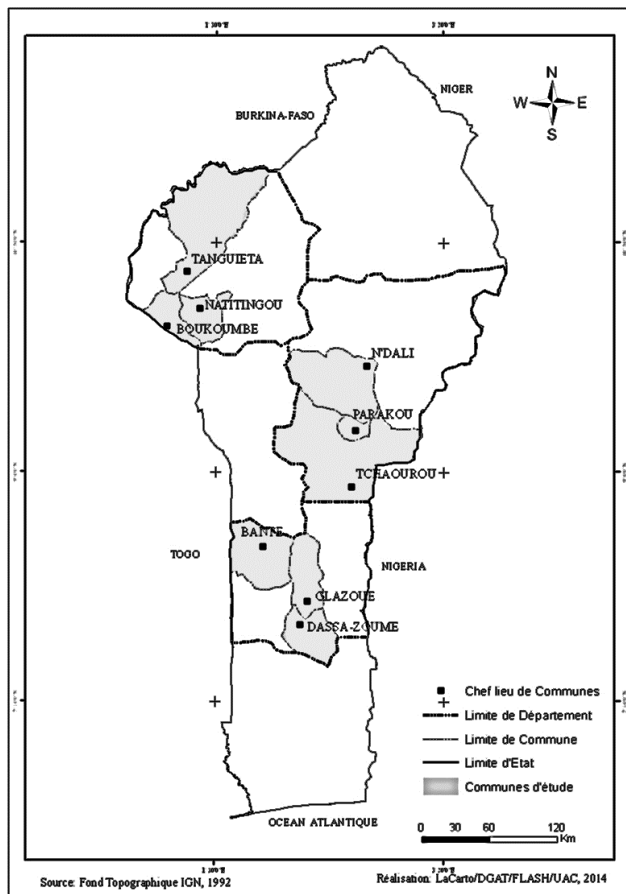 N
W E
S
NIGER
BURKINA-FASO
TANGUIETA
NATITINGOU
BOUKOUMBE
N'DALI
PARAKOU
TCHAOUROU
BANTE
TOGO
NIGERIA
GLAZOUE
DASSA-ZOUME
Chef lieu de Communes
Limite de Département
Limite de Commune
Limite d'Etat
Communes d'étude
OCEAN ATLANTIQUE
0 30 60 120
Km
Source: Fond Topographique IGN, 1992
Réalisation: LaCarto/DGAT/FLASH/UAC, 2014